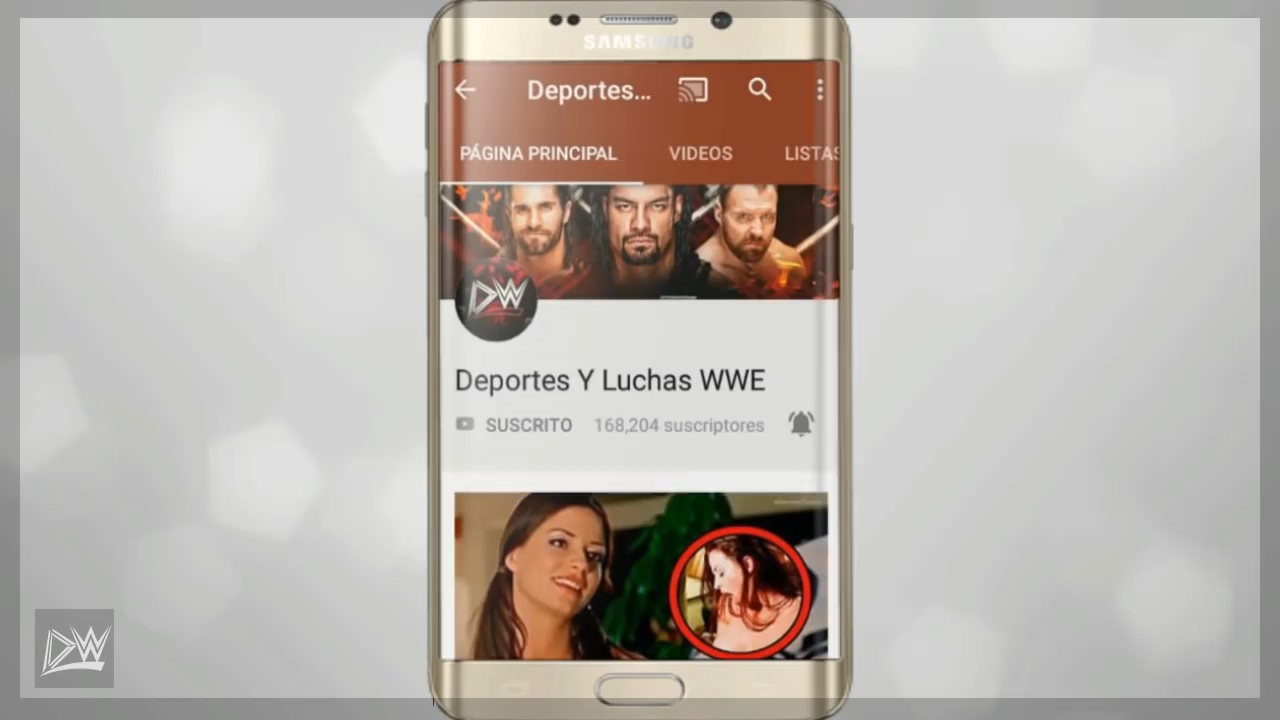 SAMSUNG
Deportes...
PÁGINA PRINCIPAL VIDEOS LISTAS
DW
Deportes Y Luchas WWE
SUSCRITO 168,204 suscriptores
DW